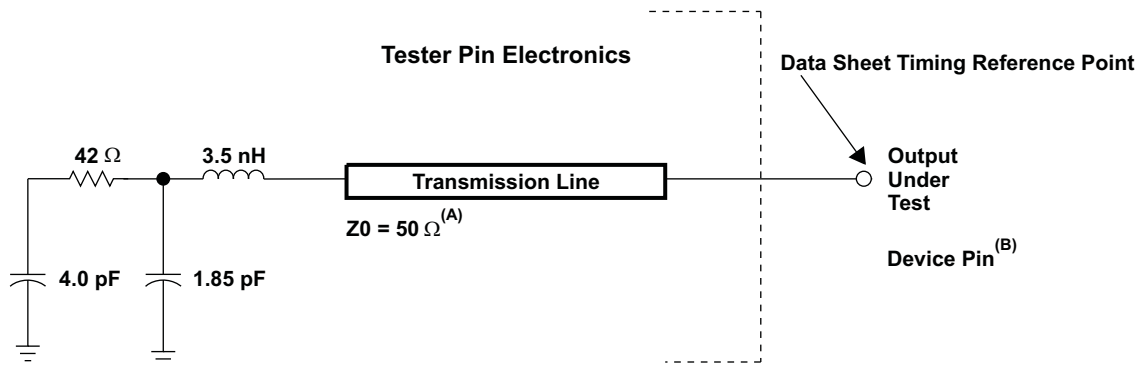 Tester Pin Electronics
Data Sheet Timing Reference Point
42 Ω
3.5 nH
Transmission Line
Output
Under
Test
Z0 = 50 Ω(A)
Device Pin(B)
4.0 pF
1.85 pF